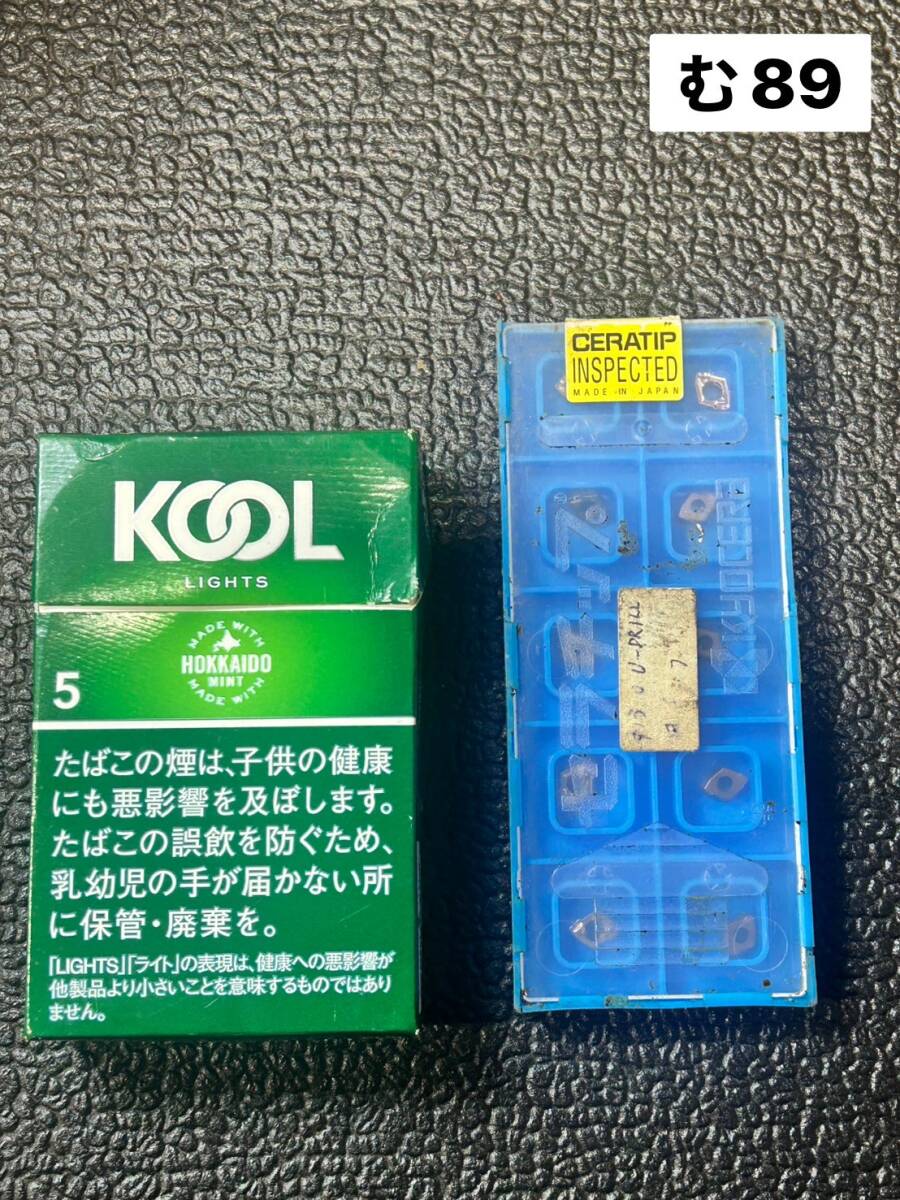 む89
KOOL
LIGHTS
MADE WITH
HOKKAIDO
MINT
MADE WITH
5
たばこの煙は、子供の健康
にも悪影響を及ぼします。
たばこの誤飲を防ぐため、
乳幼児の手が届かない所
に保管・廃棄を。
「LIGHTS」「ライト」の表現は、健康への悪影響が
他製品より小さいことを意味するものではあり
ません。
CERATIP
INSPECTED
MADE IN JAPAN
KYOCERA
U-DRILL